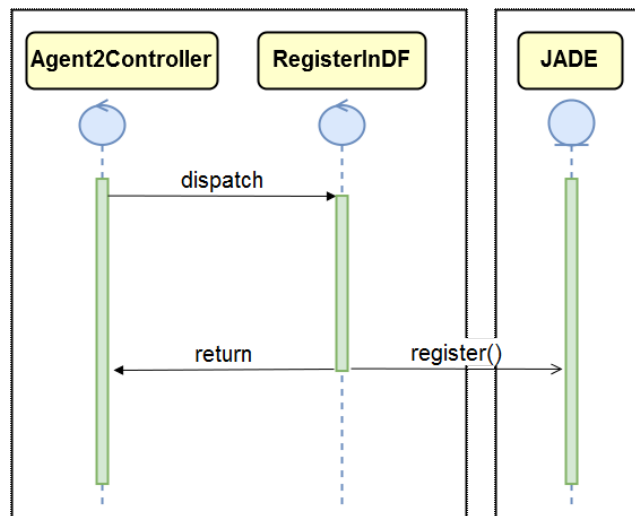 Agent2Controller
RegisterInDF
JADE
dispatch
return
register()